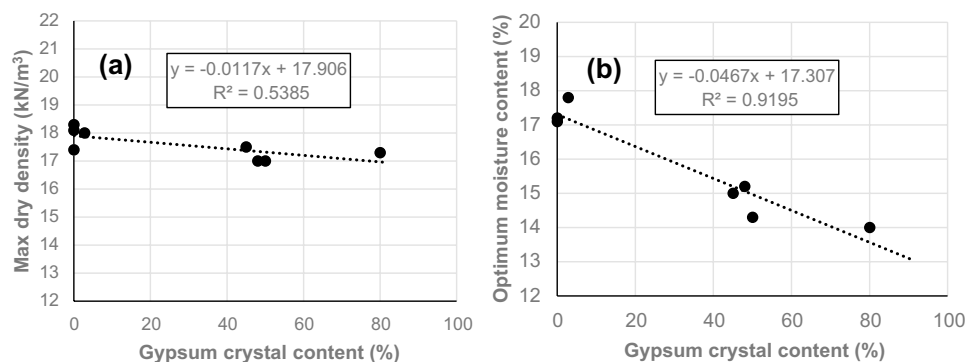 Max dry density (kN/m³)
22
21
20
19
18
17
16
15
14
13
12
(a)
y = -0.0117x + 17.906
R² = 0.5385
0 20 40 60 80 100
Gypsum crystal content (%)
Optimum moisture content (%)
20
19
18
17
16
15
14
13
12
(b)
y = -0.0467x + 17.307
R² = 0.9195
0 20 40 60 80 100
Gypsum crystal content (%)